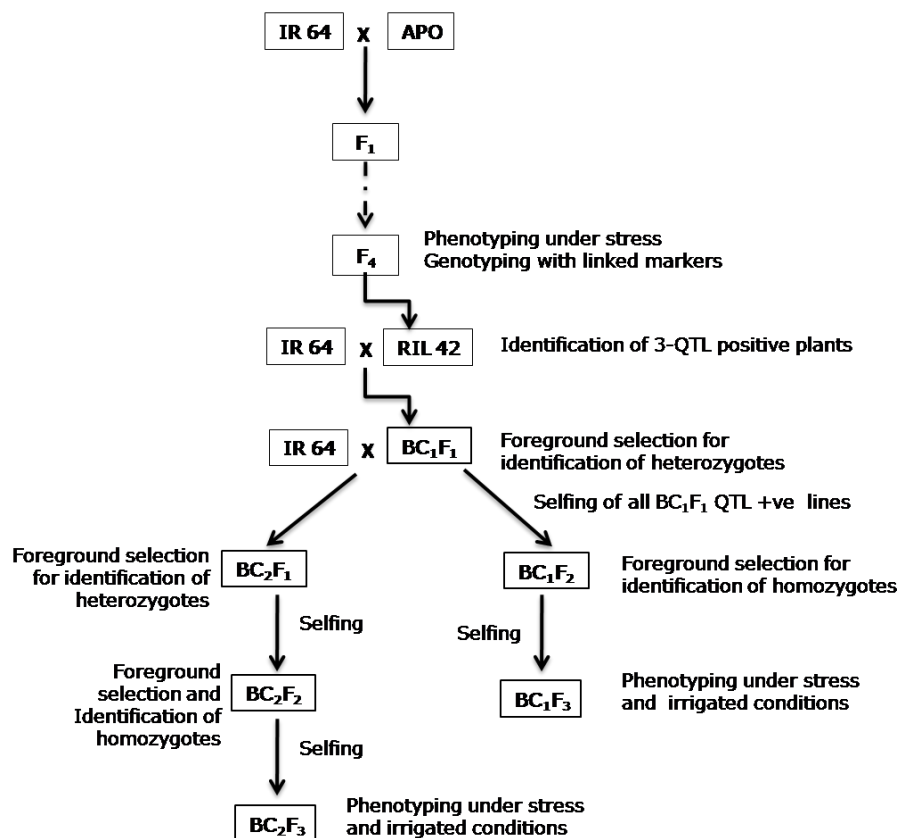 IR 64 X APO
F₁
F₄
Phenotyping under stress
Genotyping with linked markers
IR 64 X RIL 42
Identification of 3-QTL positive plants
IR 64 X BC₁F₁
Foreground selection for
identification of heterozygotes
Selfing of all BC₁F₁ QTL +ve lines
Foreground selection
for identification of
heterozygotes
BC₂F₁
BC₁F₂
Foreground selection for
identification of homozygotes
Selfing
Selfing
Foreground
selection and
Identification of
homozygotes
BC₂F₂
BC₁F₃
Phenotyping under stress
and irrigated conditions
Selfing
BC₂F₃
Phenotyping under stress
and irrigated conditions